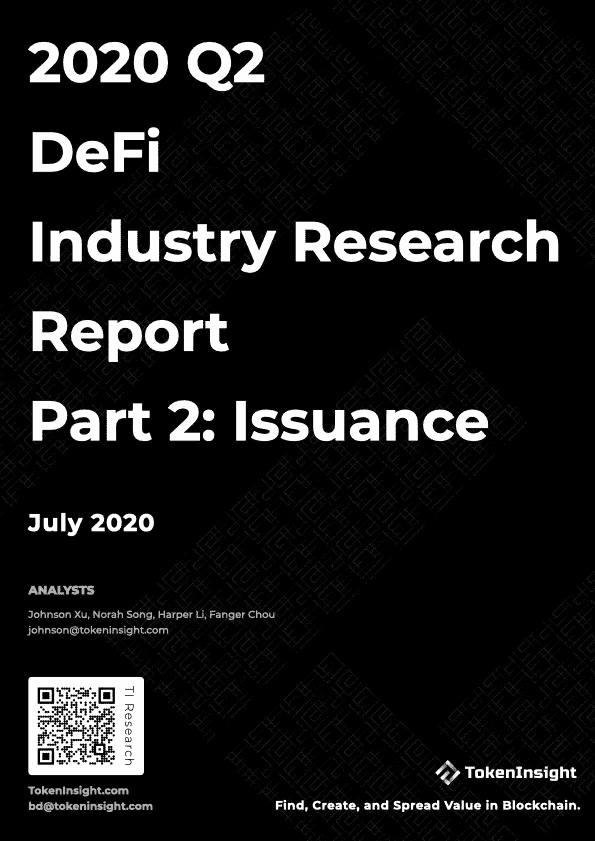 2020 Q2
DeFi
Industry Research
Report
Part 2: Issuance
July 2020
ANALYSTS
Johnson Xu, Norah Song, Harper Li, Fanger Chou
johnson@tokeninsight.com
TI Research
TokenInsight.com
bd@tokeninsight.com
TokenInsight
Find, Create, and Spread Value in Blockchain.